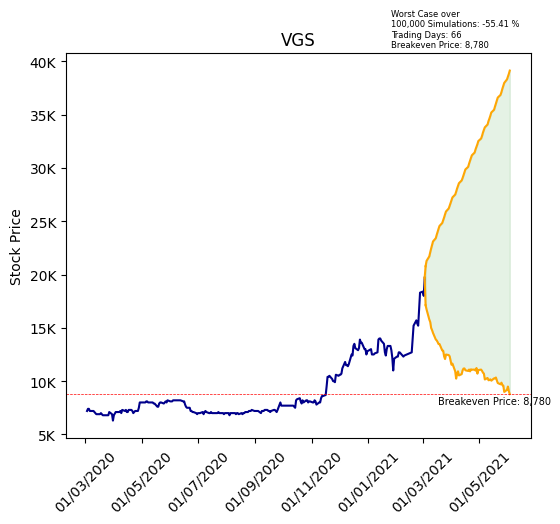 Worst Case over
100,000 Simulations: -55.41 %
Trading Days: 66
Breakeven Price: 8,780
VGS
Stock Price
40K
35K
30K
25K
20K
15K
10K
5K
Breakeven Price: 8,780
01/03/2020
01/05/2020
01/07/2020
01/09/2020
01/11/2020
01/01/2021
01/03/2021
01/05/2021